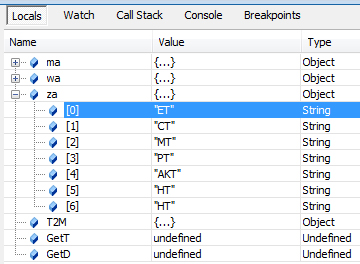 Locals Watch Call Stack Console Breakpoints
Name Value Type
ma {...} Object
wa {...} Object
za {...} Object
[0] "ET" String
[1] "CT" String
[2] "MT" String
[3] "PT" String
[4] "AKT" String
[5] "HT" String
[6] "HT" String
T2M {...} Object
GetT undefined Undefined
GetD undefined Undefined